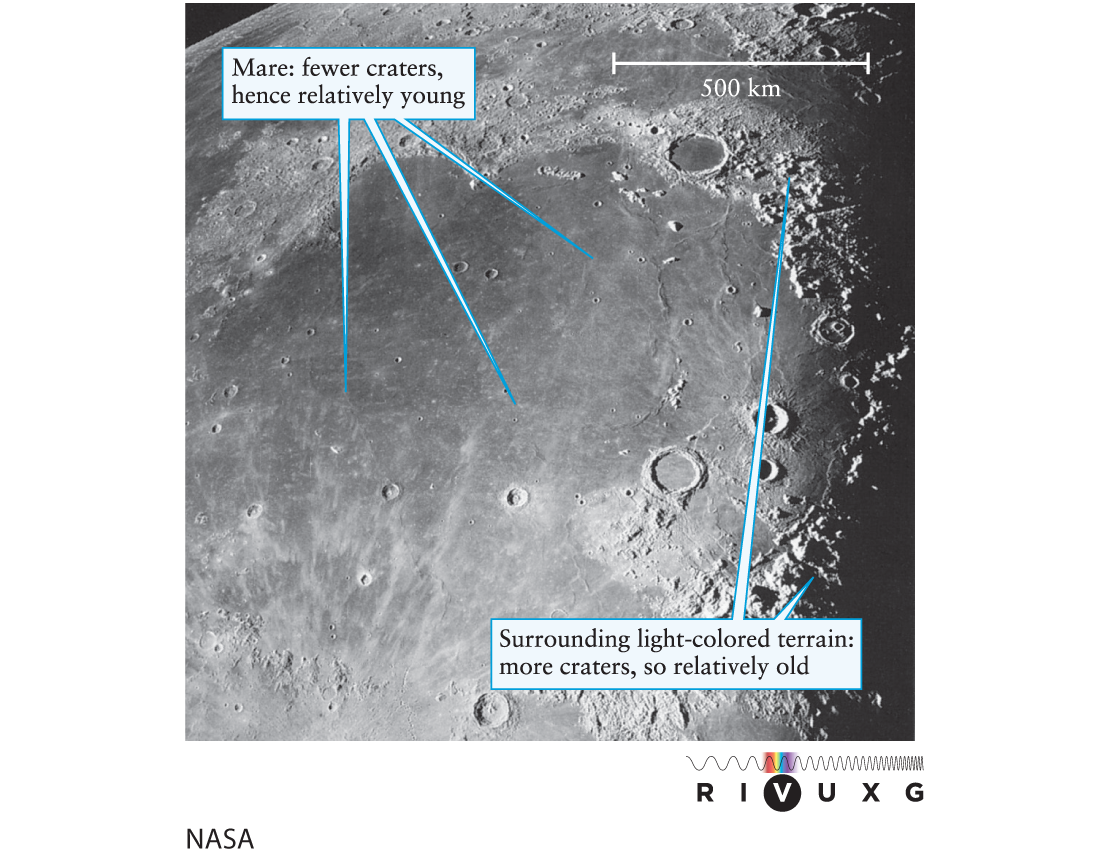 Mare: fewer craters,
hence relatively young
500 km
Surrounding light-colored terrain:
more craters, so relatively old
R I V U X G
NASA